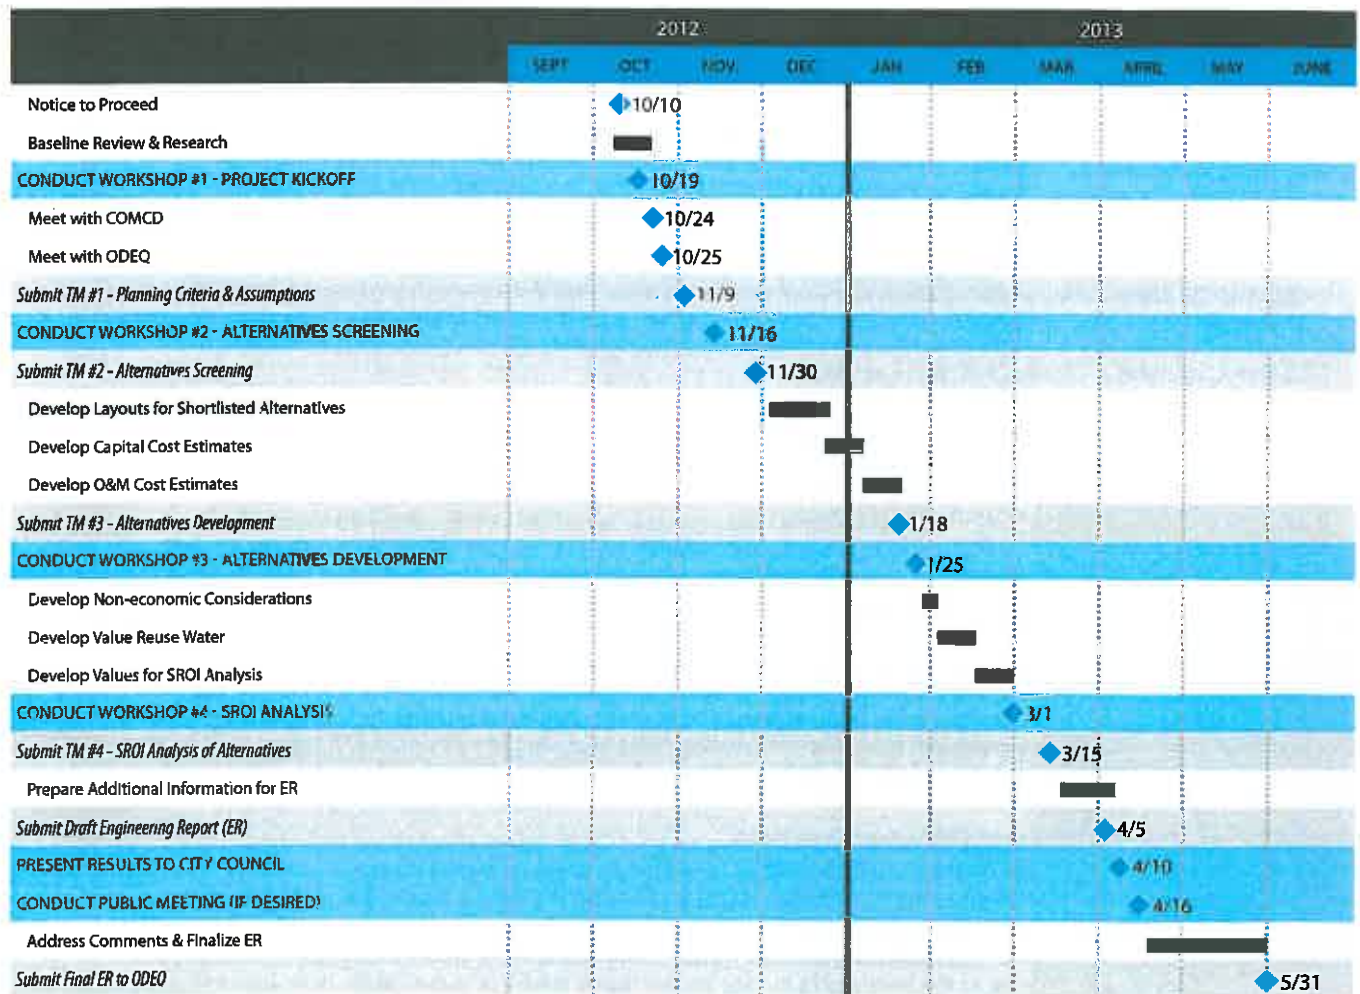 2012 2013
SEPT OCT NOV DEC JAN FEB MAR APRIL MAY JUNE
Notice to Proceed 10/10
Baseline Review & Research
CONDUCT WORKSHOP #1 - PROJECT KICKOFF 10/19
Meet with COMCD 10/24
Meet with ODEQ 10/25
Submit TM #1 - Planning Criteria & Assumptions 11/9
CONDUCT WORKSHOP #2 - ALTERNATIVES SCREENING 11/16
Submit TM #2 - Alternatives Screening 11/30
Develop Layouts for Shortlisted Alternatives
Develop Capital Cost Estimates
Develop O&M Cost Estimates
Submit TM #3 - Alternatives Development 1/18
CONDUCT WORKSHOP #3 - ALTERNATIVES DEVELOPMENT 1/25
Develop Non-economic Considerations
Develop Value Reuse Water
Develop Values for SROI Analysis
CONDUCT WORKSHOP #4 - SROI ANALYSIS 3/1
Submit TM #4 - SROI Analysis of Alternatives 3/15
Prepare Additional Information for ER
Submit Draft Engineering Report (ER) 4/5
PRESENT RESULTS TO CITY COUNCIL 4/10
CONDUCT PUBLIC MEETING (IF DESIRED) 4/16
Address Comments & Finalize ER
Submit Final ER to ODEQ 5/31